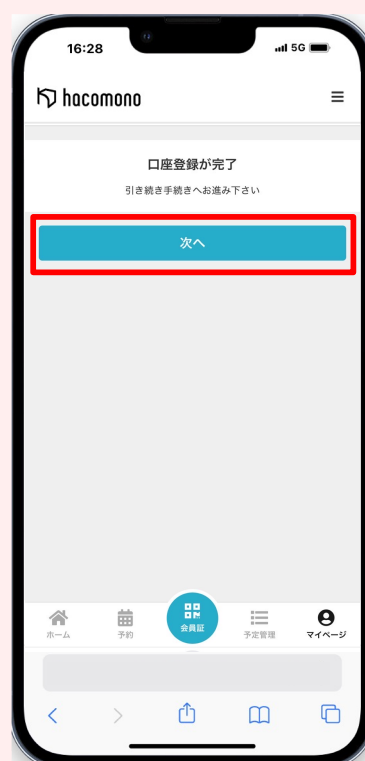 16:28
5G
hacomono
口座登録が完了
引き続き手続きへお進み下さい
次へ
ホーム
予約
会員証
予定管理
マイページ